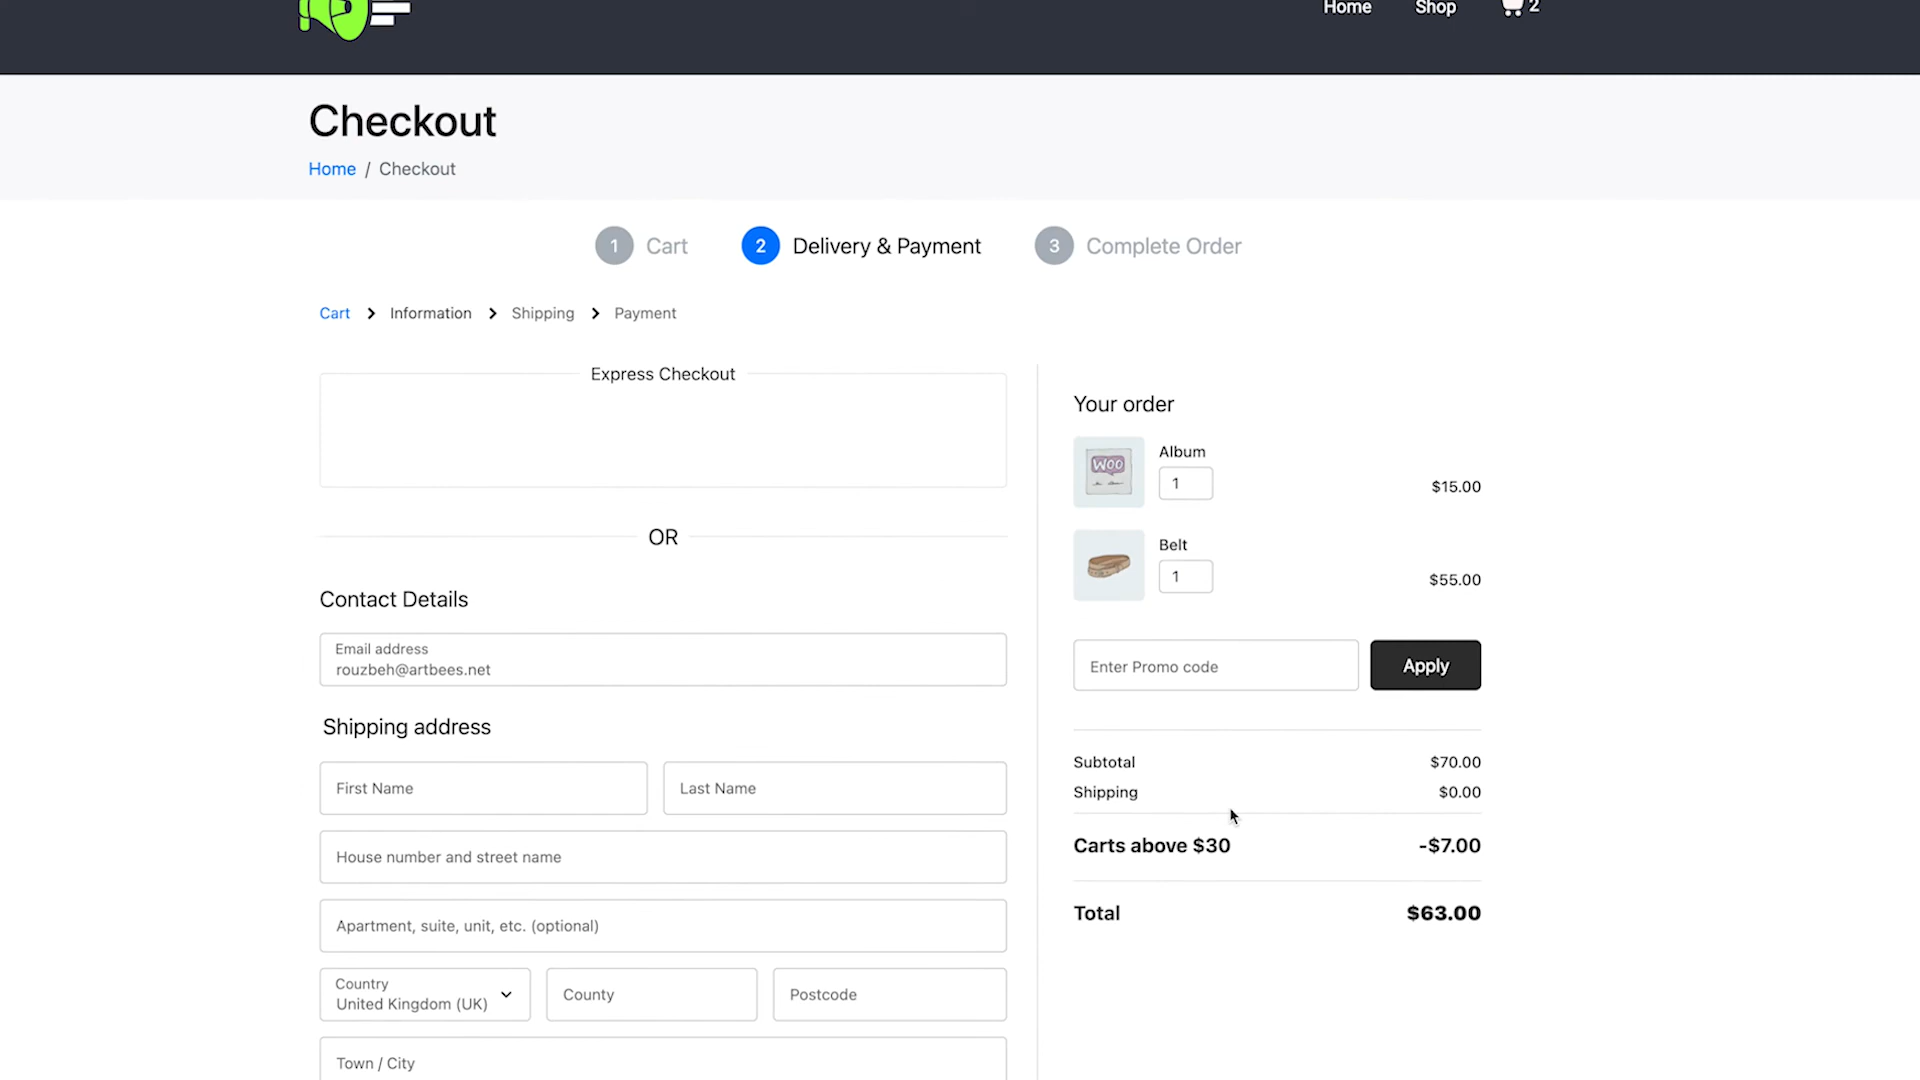 Home Shop 2
Checkout
Home / Checkout
1 Cart 2 Delivery & Payment 3 Complete Order
Cart Information Shipping Payment
Express Checkout
OR
Contact Details
Email address
rouzbeh@artbees.net
Shipping address
First Name Last Name
House number and street name
Apartment, suite, unit, etc. (optional)
Country
United Kingdom (UK) County Postcode
Town / City
Your order
WOO
Album
1 $15.00
Belt
1 $55.00
Enter Promo code Apply
Subtotal $70.00
Shipping $0.00
Carts above $30 -$7.00
Total $63.00